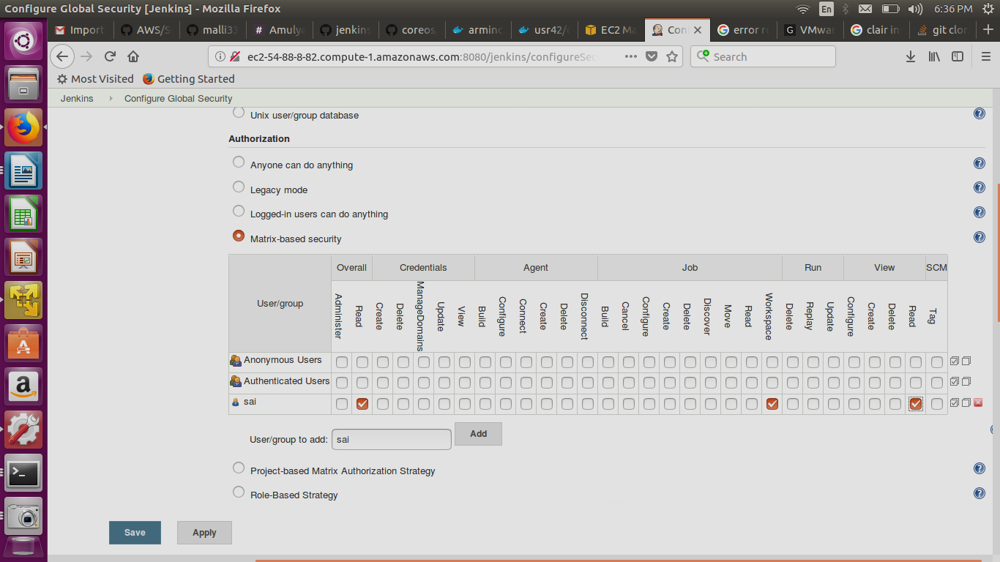 Configure Global Security [Jenkins] - Mozilla Firefox
En
6:36 PM
Import
AWS/S
malli33
# Amulya
jenkins
coreos
arminc
usr42/c
EC2 Ma
Con
error re
G VMwar
clair in
git clon
ec2-54-88-8-82.compute-1.amazonaws.com:8080/jenkins/configureSec
Search
Most Visited
Getting Started
Jenkins
Configure Global Security
Unix user/group database
Authorization
Anyone can do anything
Legacy mode
Logged-in users can do anything
Matrix-based security
User/group
Overall
Credentials
Agent
Job
Run
View
SCM
Administer
Read
Create
Delete
ManageDomains
Update
View
Build
Configure
Connect
Create
Delete
Disconnect
Build
Cancel
Configure
Create
Delete
Discover
Move
Read
Workspace
Delete
Replay
Update
Configure
Create
Delete
Read
Tag
Anonymous Users
Authenticated Users
sai
User/group to add:
sai
Add
Project-based Matrix Authorization Strategy
Role-Based Strategy
Save
Apply